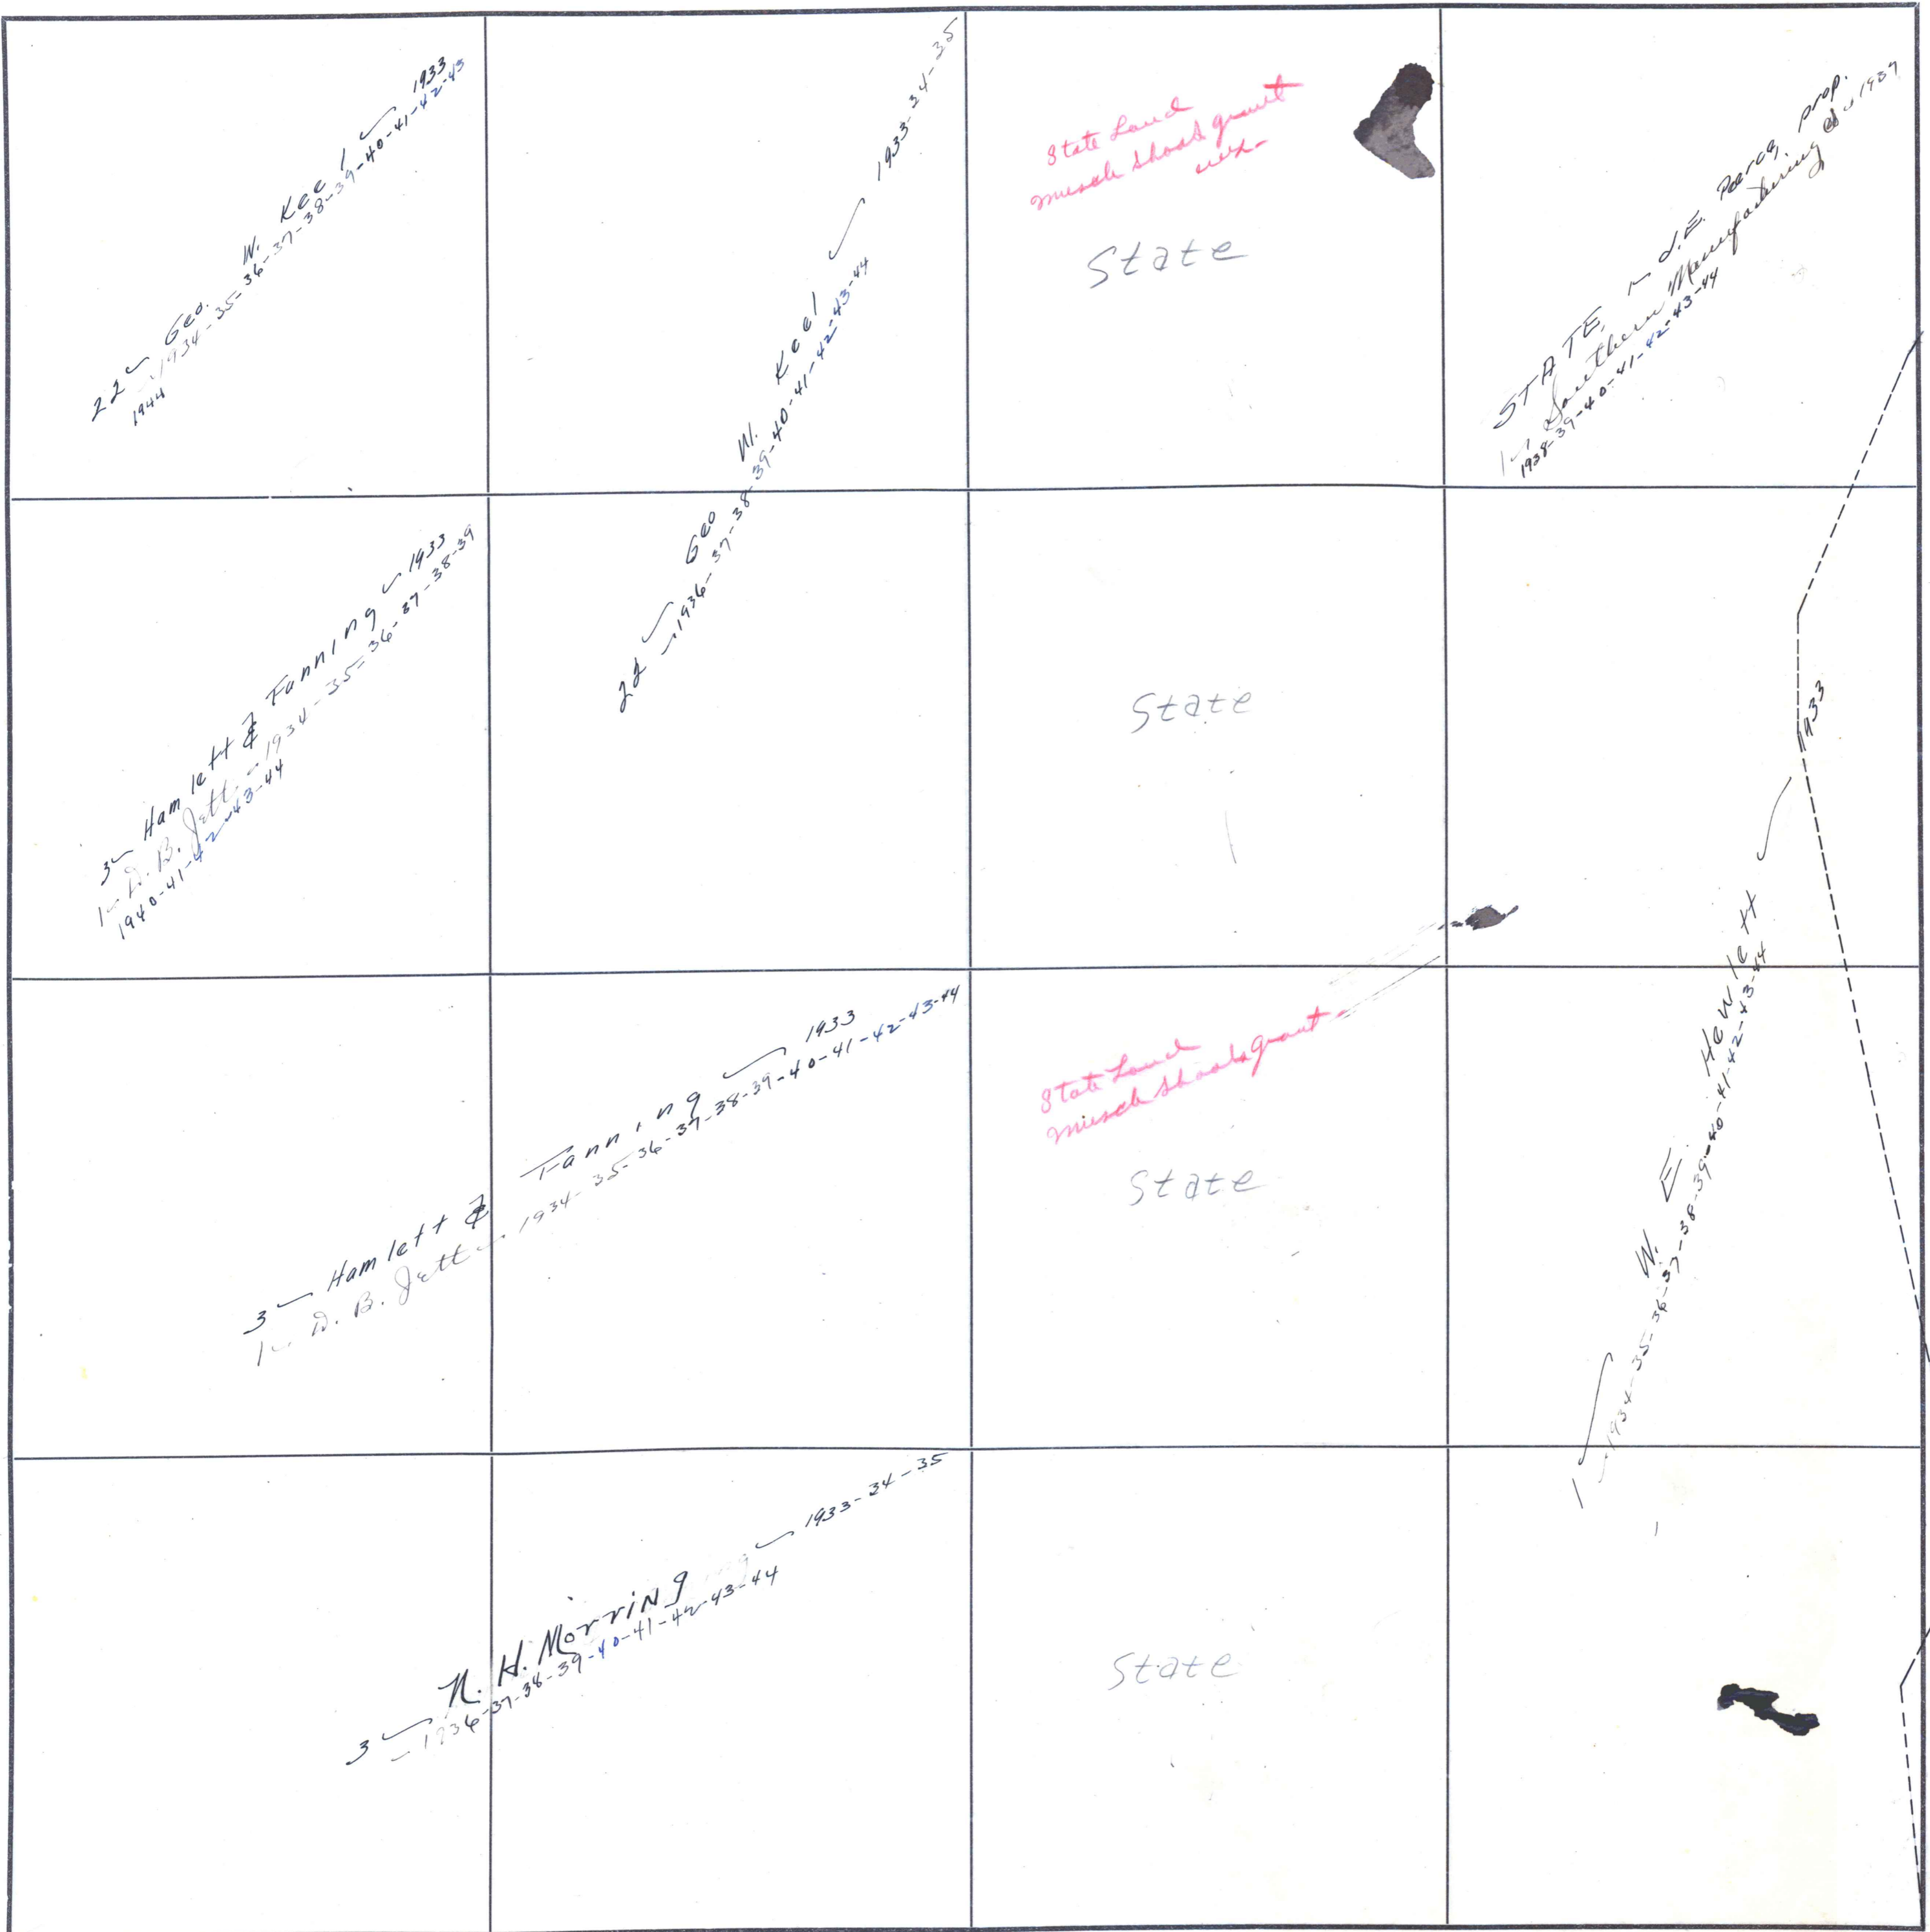 22 Geo. W. Keel 1933
1934-35-36-37-38-39-40-41-42-43
1944
22 Geo W. Keel 1933-34-35
1936-37-38-39-40-41-42-43-44
State Land
Muscle Shoals grant
State
STATE J.E. Pearce prop.
1 Southern Manufacturing
1938-39-40-41-42-43-44
3 Hamlett & Fanning 1933
1 D. B. Jett 1934-35-36-37-38-39
1940-41-42-43-44
State
1 W. E. Hewlett 1933
1934-35-36-37-38-39-40-41-42-43-44
3 Hamlett & Fanning 1933
1 D. B. Jett 1934-35-36-37-38-39-40-41-42-43-44
State Land
Muscle Shoals grant
State
3 N. H. Morring 1933-34-35
1936-37-38-39-40-41-42-43-44
State